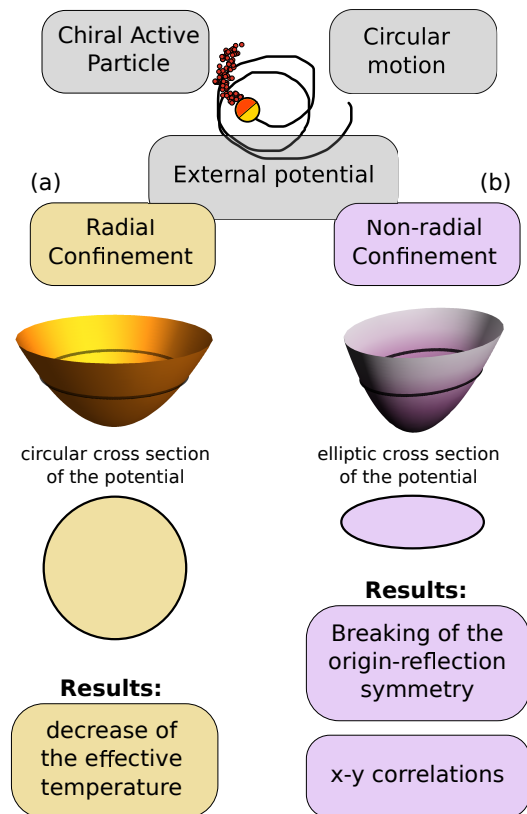 Chiral Active
Particle
Circular
motion
External potential
(a)
(b)
Radial
Confinement
Non-radial
Confinement
circular cross section
of the potential
elliptic cross section
of the potential
Results:
Breaking of the
origin-reflection
symmetry
x-y correlations
Results:
decrease of
the effective
temperature